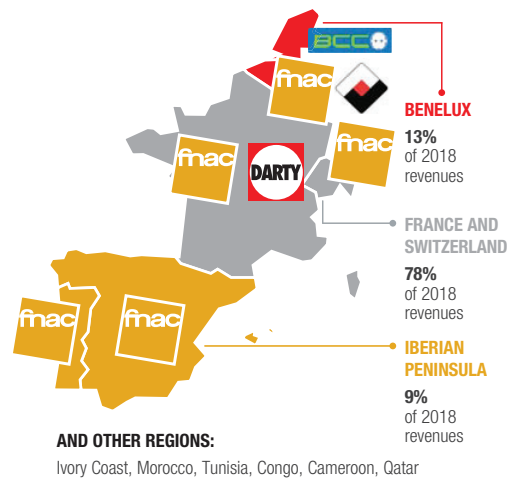 BCC
fnac
BENELUX
13%
of 2018
revenues
fnac
fnac
DARTY
FRANCE AND
SWITZERLAND
78%
of 2018
revenues
fnac
fnac
IBERIAN
PENINSULA
9%
of 2018
revenues
AND OTHER REGIONS:
Ivory Coast, Morocco, Tunisia, Congo, Cameroon, Qatar